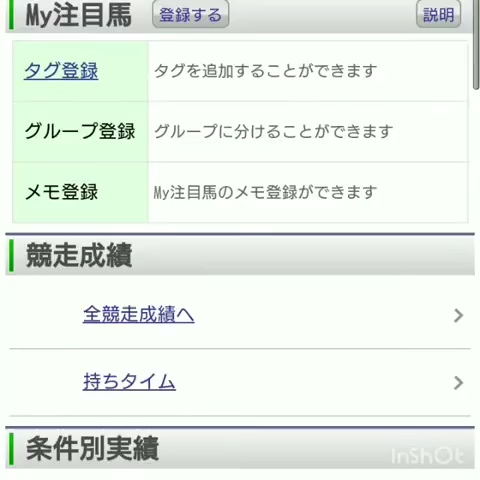 My注目馬 登録する 説明
タグ登録 タグを追加することができます
グループ登録 グループに分けることができます
メモ登録 My注目馬のメモ登録ができます
競走成績
全競走成績へ
持ちタイム
条件別実績
InShOt